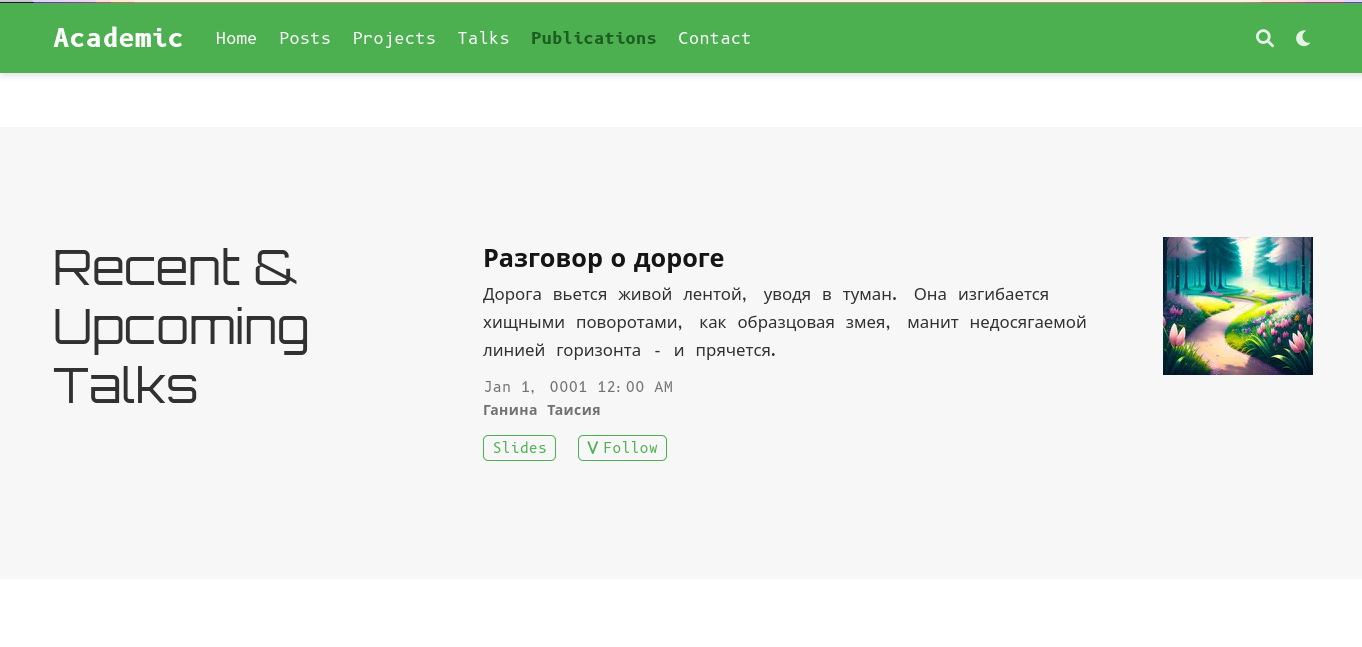 Academic Home Posts Projects Talks Publications Contact
Recent &
Upcoming
Talks
Разговор о дороге
Дорога вьется живой лентой, уводя в туман. Она изгибается
хищными поворотами, как образцовая змея, манит недосягаемой
линией горизонта - и прячется.
Jan 1, 0001 12:00 AM
Ганина Таисия
Slides Follow